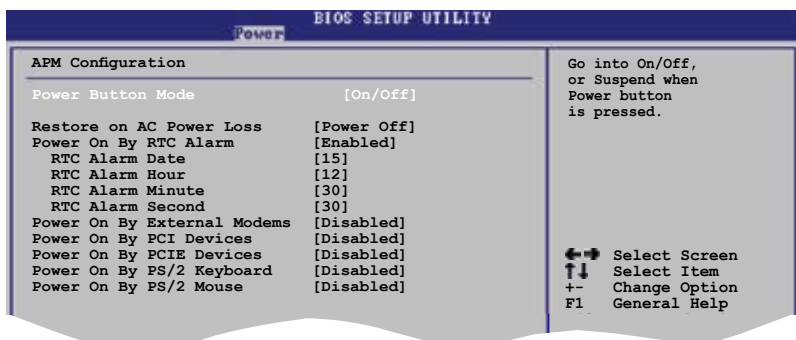 BIOS SETUP UTILITY
Power
APM Configuration
Power Button Mode [On/Off]
Restore on AC Power Loss [Power Off]
Power On By RTC Alarm [Enabled]
RTC Alarm Date [15]
RTC Alarm Hour [12]
RTC Alarm Minute [30]
RTC Alarm Second [30]
Power On By External Modems [Disabled]
Power On By PCI Devices [Disabled]
Power On By PCIE Devices [Disabled]
Power On By PS/2 Keyboard [Disabled]
Power On By PS/2 Mouse [Disabled]
Go into On/Off,
or Suspend when
Power button
is pressed.
Select Screen
Select Item
+- Change Option
F1 General Help